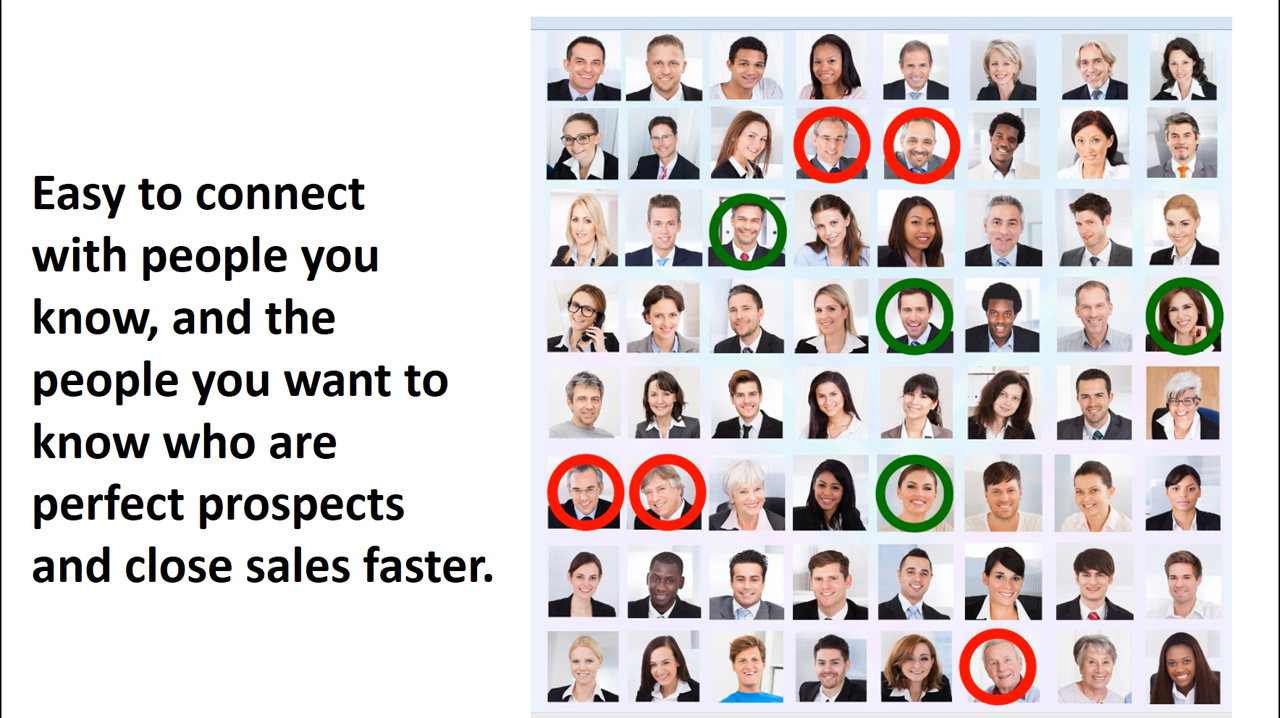 Easy to connect
with people you
know, and the
people you want to
know who are
perfect prospects
and close sales faster.